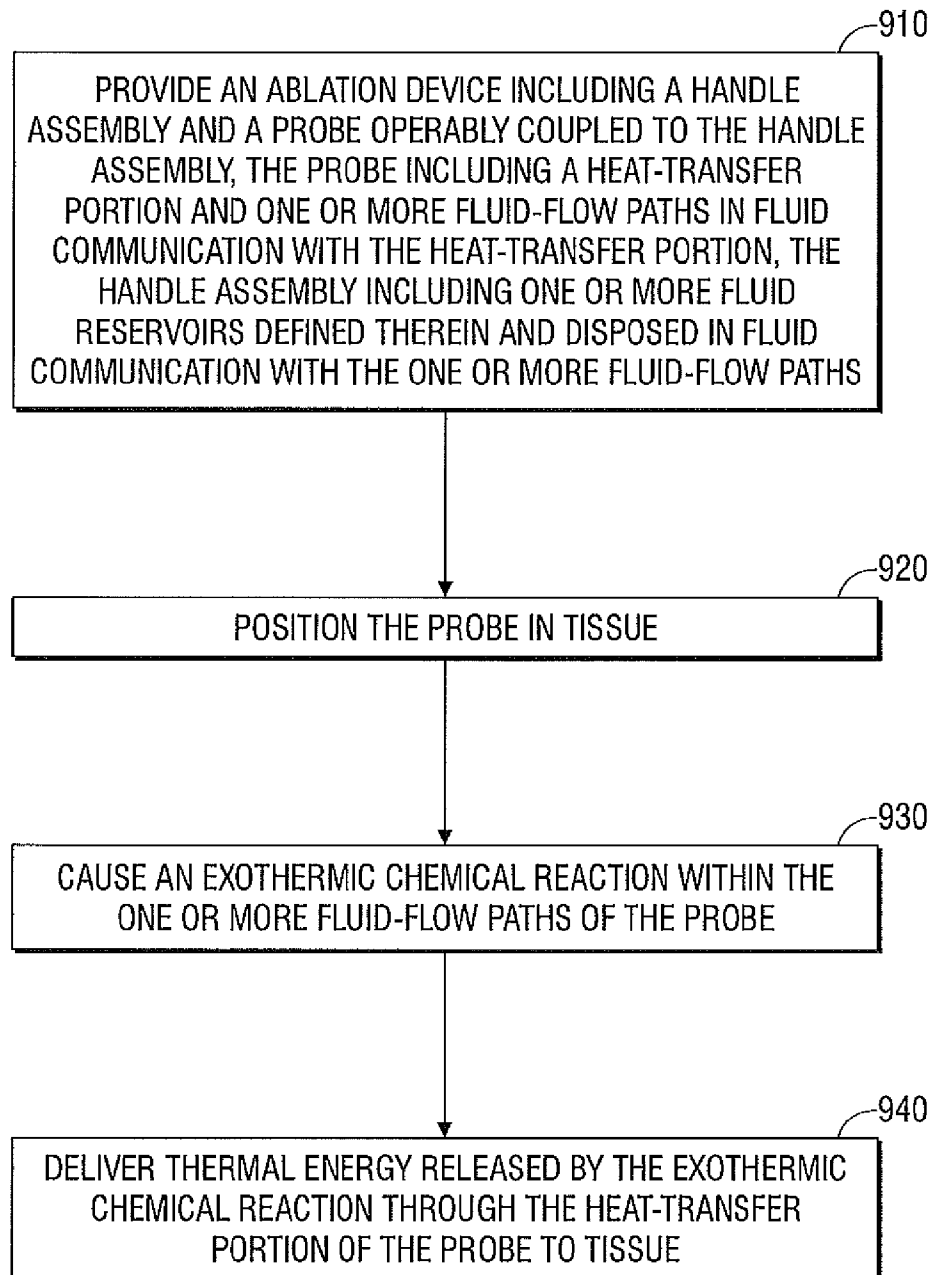 910
PROVIDE AN ABLATION DEVICE INCLUDING A HANDLE
ASSEMBLY AND A PROBE OPERABLY COUPLED TO THE HANDLE
ASSEMBLY, THE PROBE INCLUDING A HEAT-TRANSFER
PORTION AND ONE OR MORE FLUID-FLOW PATHS IN FLUID
COMMUNICATION WITH THE HEAT-TRANSFER PORTION, THE
HANDLE ASSEMBLY INCLUDING ONE OR MORE FLUID
RESERVOIRS DEFINED THEREIN AND DISPOSED IN FLUID
COMMUNICATION WITH THE ONE OR MORE FLUID-FLOW PATHS
920
POSITION THE PROBE IN TISSUE
930
CAUSE AN EXOTHERMIC CHEMICAL REACTION WITHIN THE
ONE OR MORE FLUID-FLOW PATHS OF THE PROBE
940
DELIVER THERMAL ENERGY RELEASED BY THE EXOTHERMIC
CHEMICAL REACTION THROUGH THE HEAT-TRANSFER
PORTION OF THE PROBE TO TISSUE